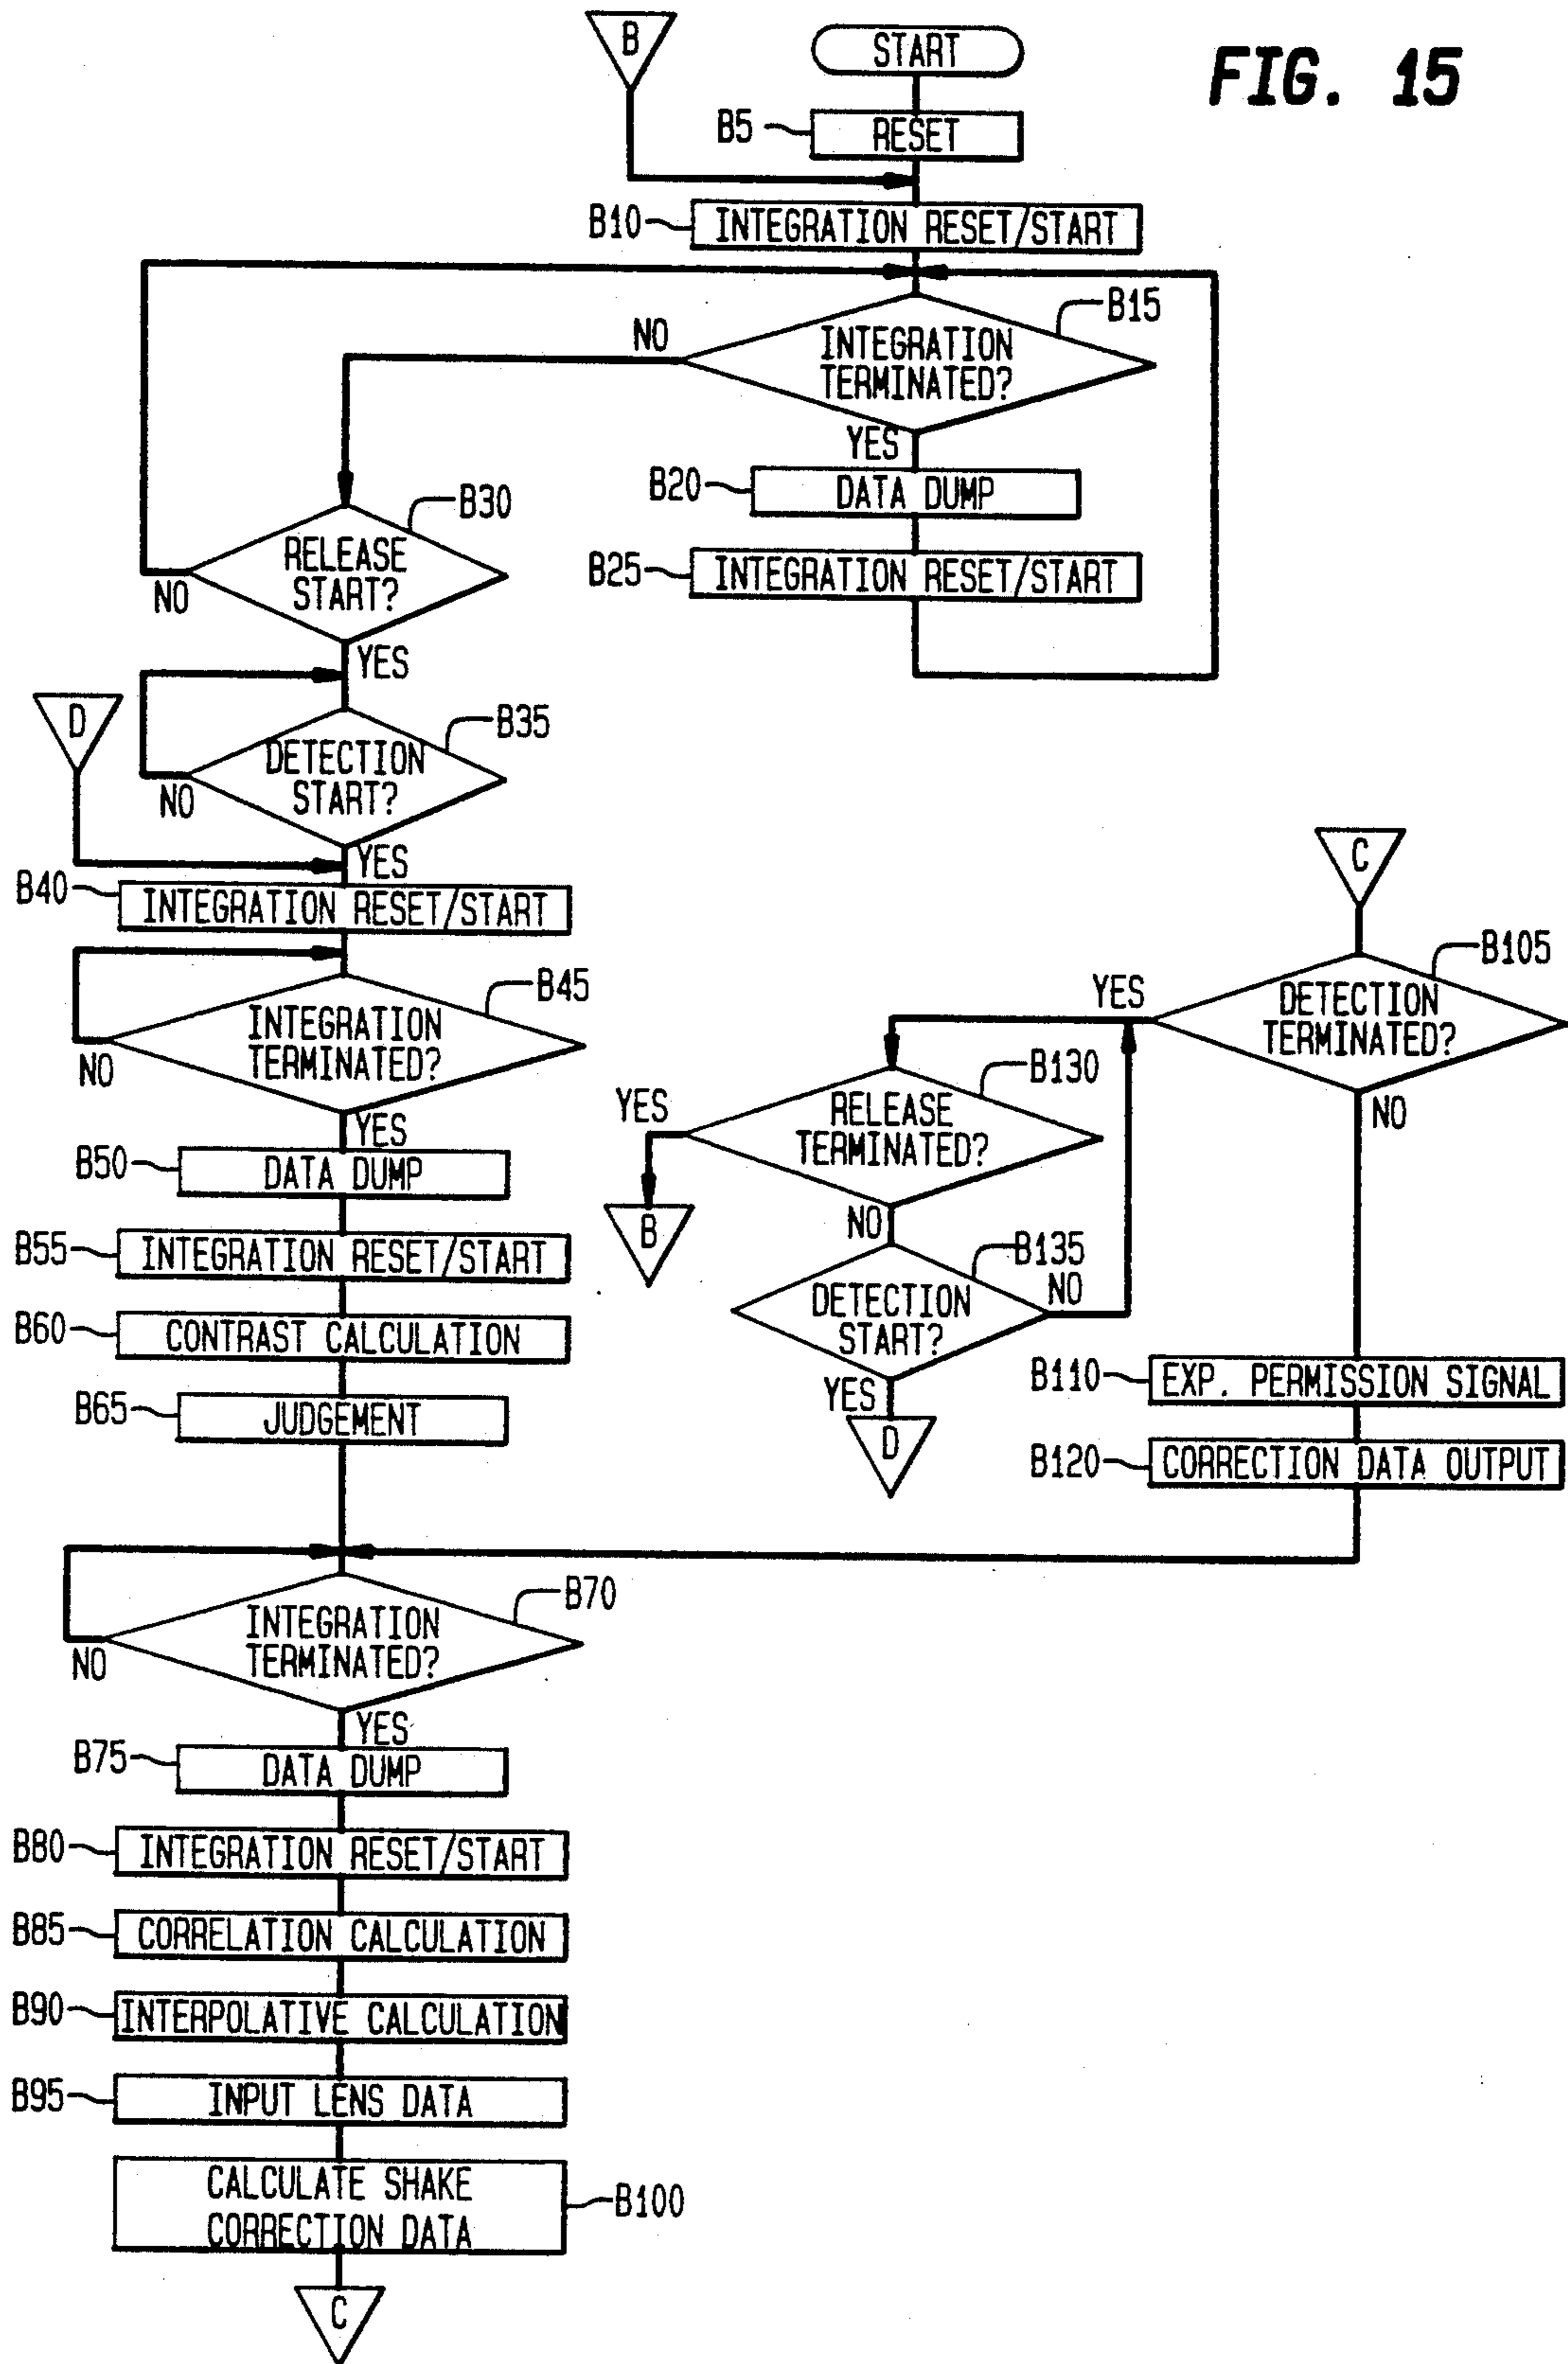 FIG. 15
B
START
B5
RESET
B10
INTEGRATION RESET/START
B15
INTEGRATION
TERMINATED?
NO
YES
B20
DATA DUMP
B25
INTEGRATION RESET/START
B30
RELEASE
START?
NO
YES
D
B35
DETECTION
START?
NO
YES
B40
INTEGRATION RESET/START
B45
INTEGRATION
TERMINATED?
NO
YES
B50
DATA DUMP
B55
INTEGRATION RESET/START
B60
CONTRAST CALCULATION
B65
JUDGEMENT
C
B105
DETECTION
TERMINATED?
YES
NO
B130
RELEASE
TERMINATED?
YES
B
NO
B135
DETECTION
START?
NO
YES
D
B110
EXP. PERMISSION SIGNAL
B120
CORRECTION DATA OUTPUT
B70
INTEGRATION
TERMINATED?
NO
YES
B75
DATA DUMP
B80
INTEGRATION RESET/START
B85
CORRELATION CALCULATION
B90
INTERPOLATIVE CALCULATION
B95
INPUT LENS DATA
CALCULATE SHAKE
CORRECTION DATA
B100
C